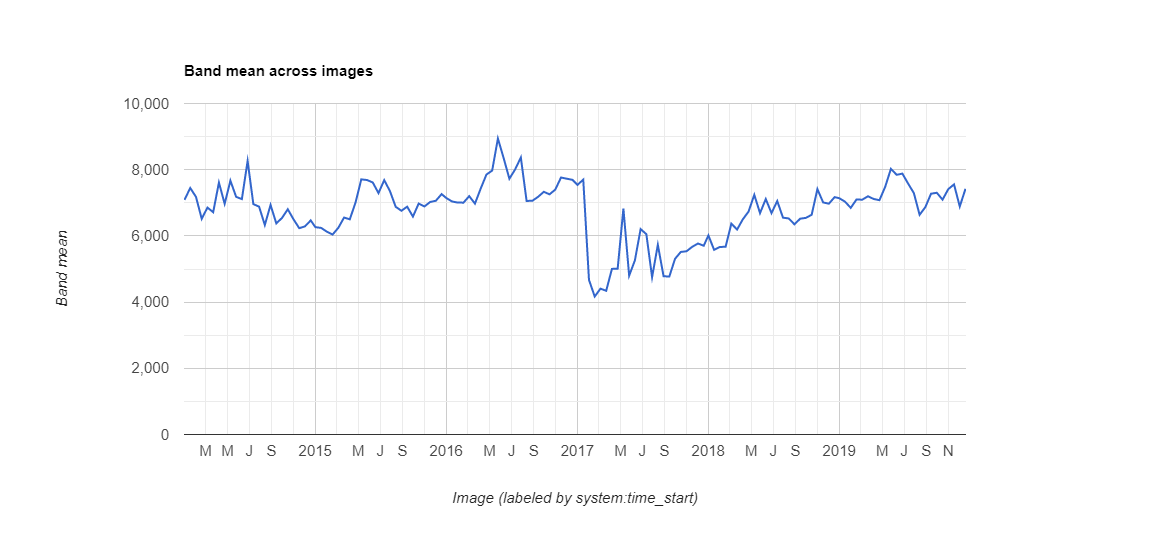 Band mean across images
10,000
8,000
6,000
4,000
2,000
0
Band mean
M M J S 2015 M J S 2016 M J S 2017 M J S 2018 M J S 2019 M J S N
Image (labeled by system:time_start)